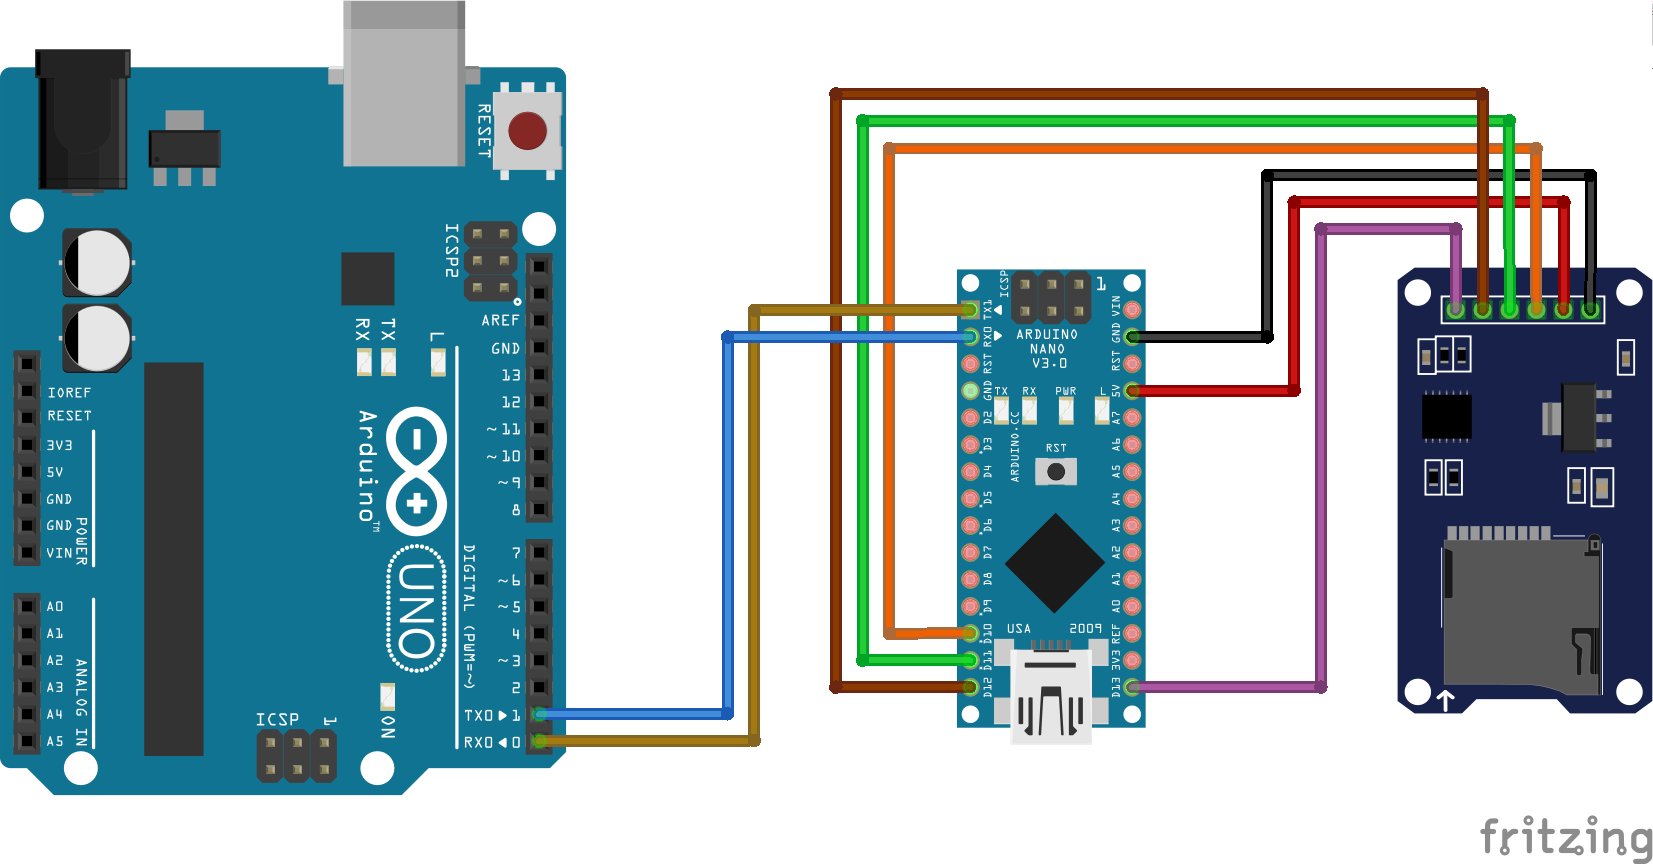 RESET
ICSP2
AREF
GND
13
12
~11
~10
~9
8
RX
TX
L
IOREF
RESET
3V3
5V
GND
GND
VIN
POWER
Arduino™
UNO
DIGITAL (PWM=~)
7
~6
~5
4
~3
2
TX0▶1
RX0◀0
A0
A1
A2
A3
A4
A5
ANALOG IN
ICSP
1
ON
ICSP
1
TX1
RX0
RST
GND
D2
D3
D4
D5
D6
D7
D8
D9
D10
D11
D12
ARDUINO
NANO
V3.0
TX
RX
PWR
L
ARDUINO.CC
RST
USA
2009
VIN
GND
RST
5V
A7
A6
A5
A4
A3
A2
A1
A0
REF
3V3
D13
fritzing